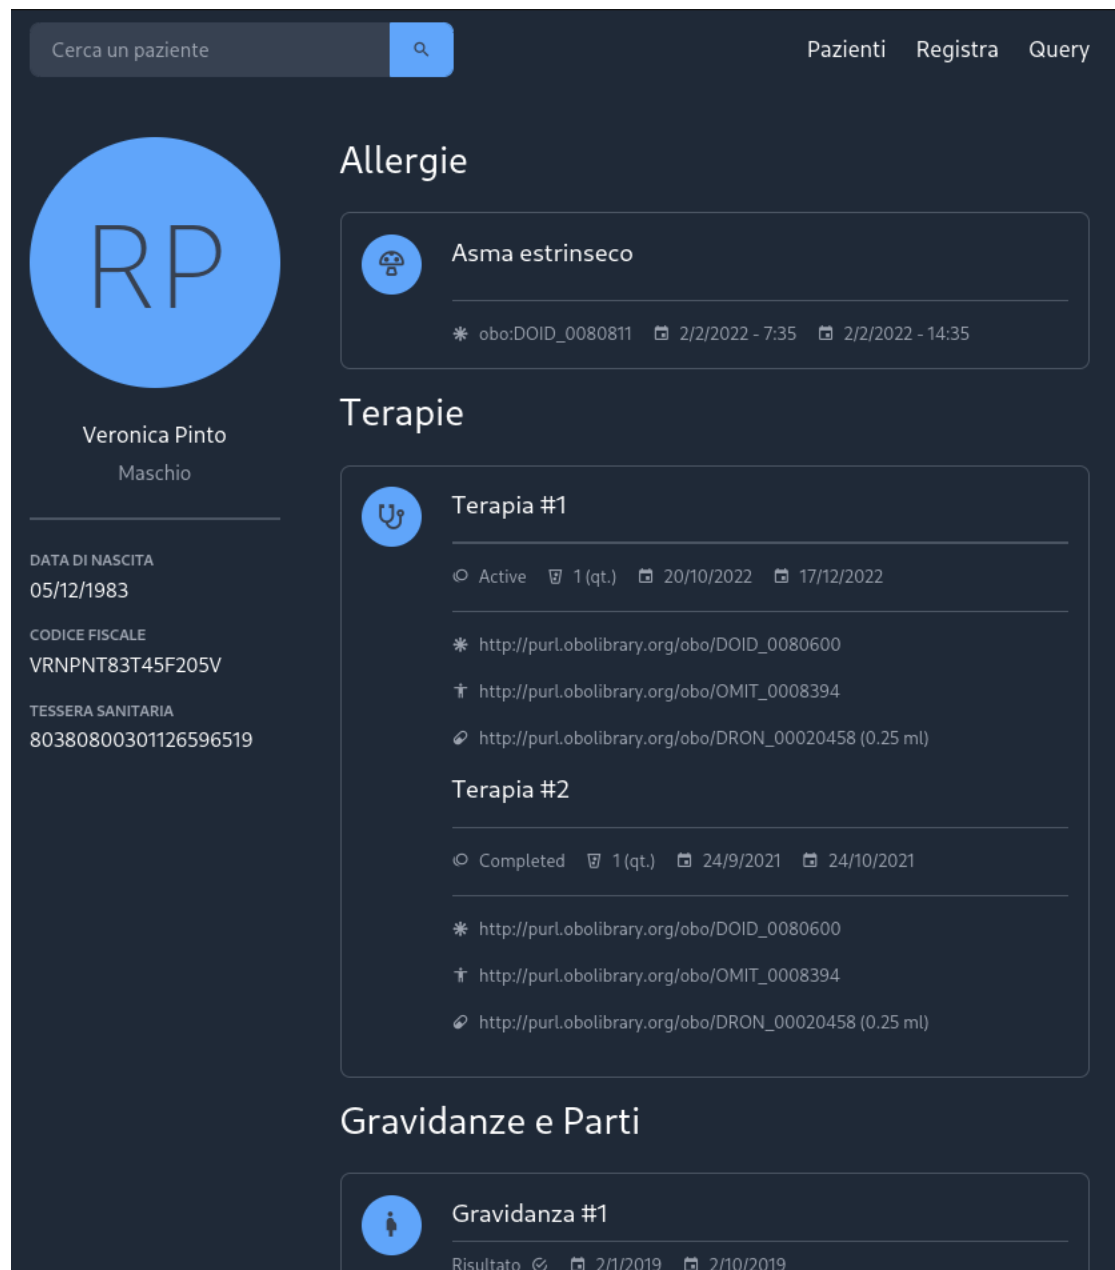 Cerca un paziente
Pazienti Registra Query
RP
Veronica Pinto
Maschio
DATA DI NASCITA
05/12/1983
CODICE FISCALE
VRNPNT83T45F205V
TESSERA SANITARIA
80380800301126596519
Allergie
Asma estrinseco
obo:DOID_0080811 2/2/2022 - 7:35 2/2/2022 - 14:35
Terapie
Terapia #1
Active 1 (qt.) 20/10/2022 17/12/2022
http://purl.obolibrary.org/obo/DOID_0080600
http://purl.obolibrary.org/obo/OMIT_0008394
http://purl.obolibrary.org/obo/DRON_00020458 (0.25 ml)
Terapia #2
Completed 1 (qt.) 24/9/2021 24/10/2021
http://purl.obolibrary.org/obo/DOID_0080600
http://purl.obolibrary.org/obo/OMIT_0008394
http://purl.obolibrary.org/obo/DRON_00020458 (0.25 ml)
Gravidanze e Parti
Gravidanza #1
Risultato 2/1/2019 2/10/2019